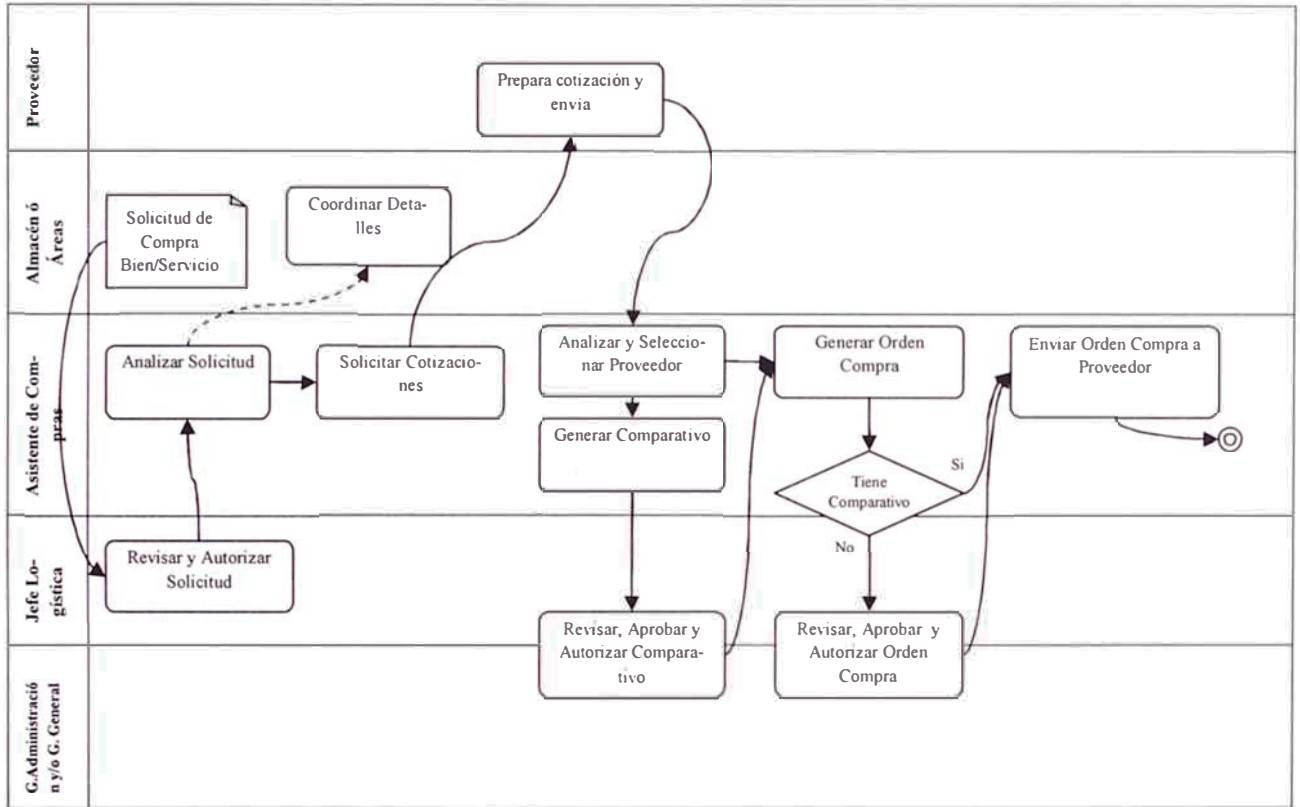 Proveedor
Prepara cotización y
envia
Almacén ó
Áreas
Solicitud de
Compra
Bien/Servicio
Coordinar Deta-
lles
Asistente de Com-
pras
Analizar Solicitud
Solicitar Cotizacio-
nes
Analizar y Seleccio-
nar Proveedor
Generar Comparativo
Generar Orden
Compra
Tiene
Comparativo
Si
No
Enviar Orden Compra a
Proveedor
Jefe Lo-
gística
Revisar y Autorizar
Solicitud
Revisar, Aprobar y
Autorizar Compara-
tivo
Revisar, Aprobar y
Autorizar Orden
Compra
G.Administració
n y/o G. General